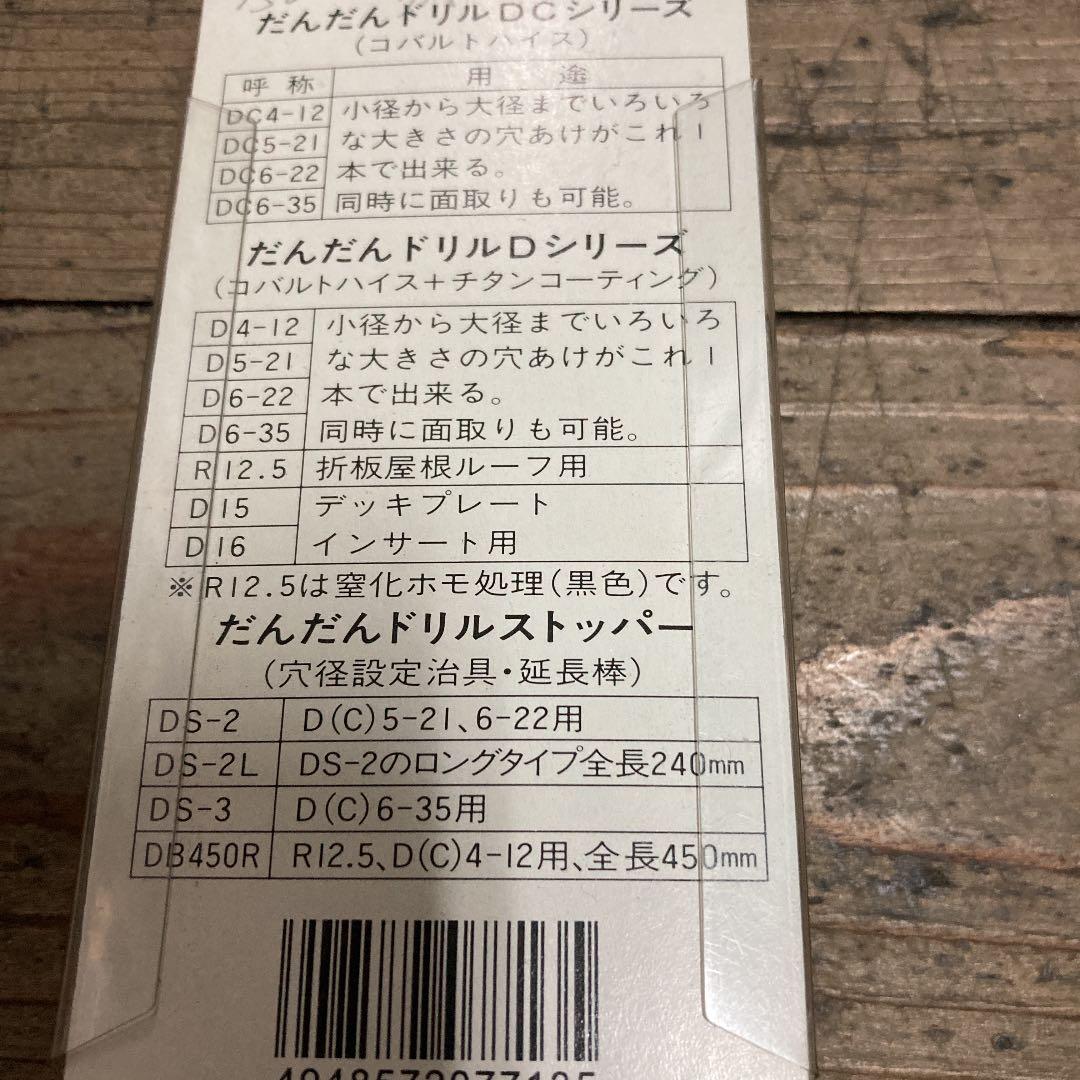 だんだんドリルDCシリーズ
(コバルトハイス)
呼称 用途
DC4-12 小径から大径までいろいろ
DC5-21 な大きさの穴あけがこれ1
DC6-22 本で出来る。
DC6-35 同時に面取りも可能。
だんだんドリルDシリーズ
(コバルトハイス+チタンコーティング)
D4-12 小径から大径までいろいろ
D5-21 な大きさの穴あけがこれ1
D6-22 本で出来る。
D6-35 同時に面取りも可能。
R12.5 折板屋根ルーフ用
D15 デッキプレート
D16 インサート用
※R12.5は窒化ホモ処理(黒色)です。
だんだんドリルストッパー
(穴径設定治具・延長棒)
DS-2 D(C)5-21、6-22用
DS-2L DS-2のロングタイプ全長240mm
DS-3 D(C)6-35用
DB450R R12.5、D(C)4-12用、全長450mm